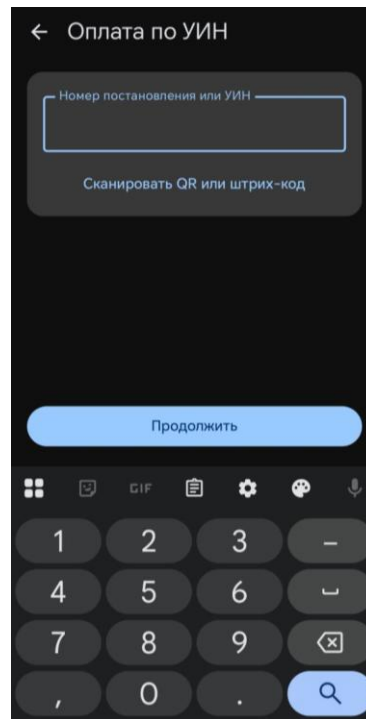 Оплата по УИН
Номер постановления или УИН
Сканировать QR или штрих-код
Продолжить
GIF
1 2 3 –
4 5 6
7 8 9
, 0 .